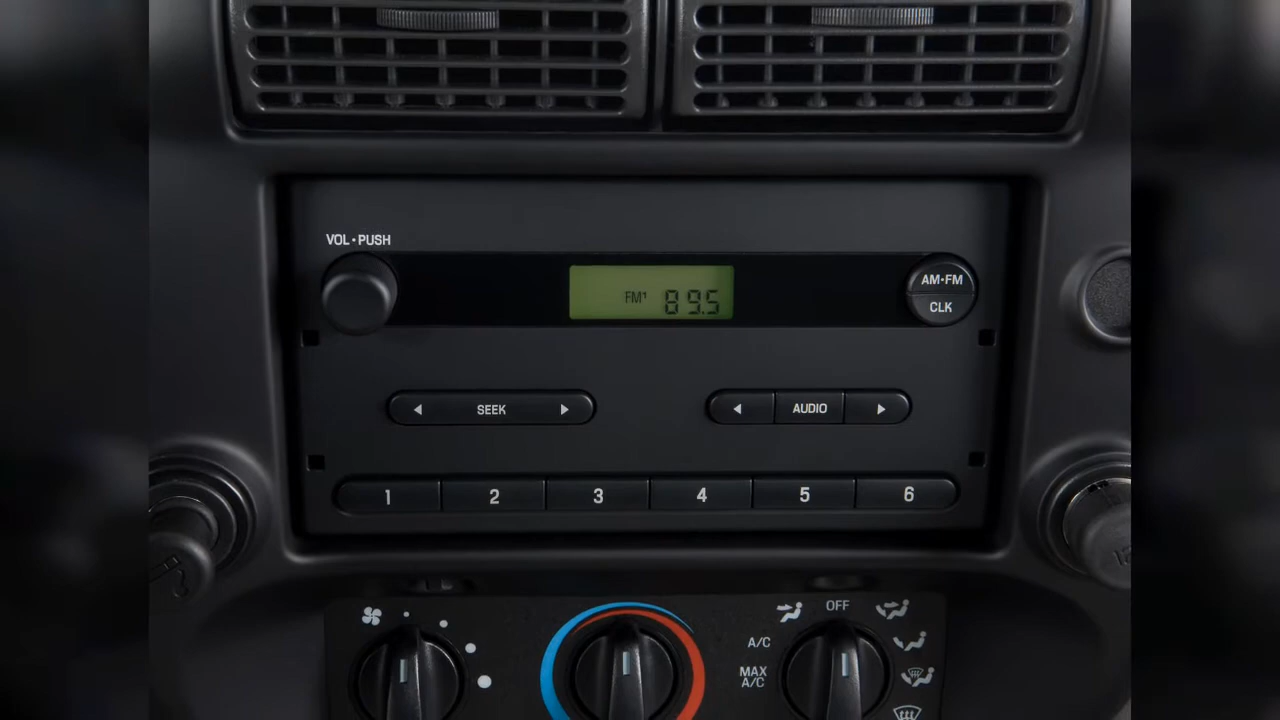 VOL•PUSH
FM¹ 89.5
AM•FM
CLK
SEEK
AUDIO
1 2 3 4 5 6
OFF
A/C
MAX
A/C